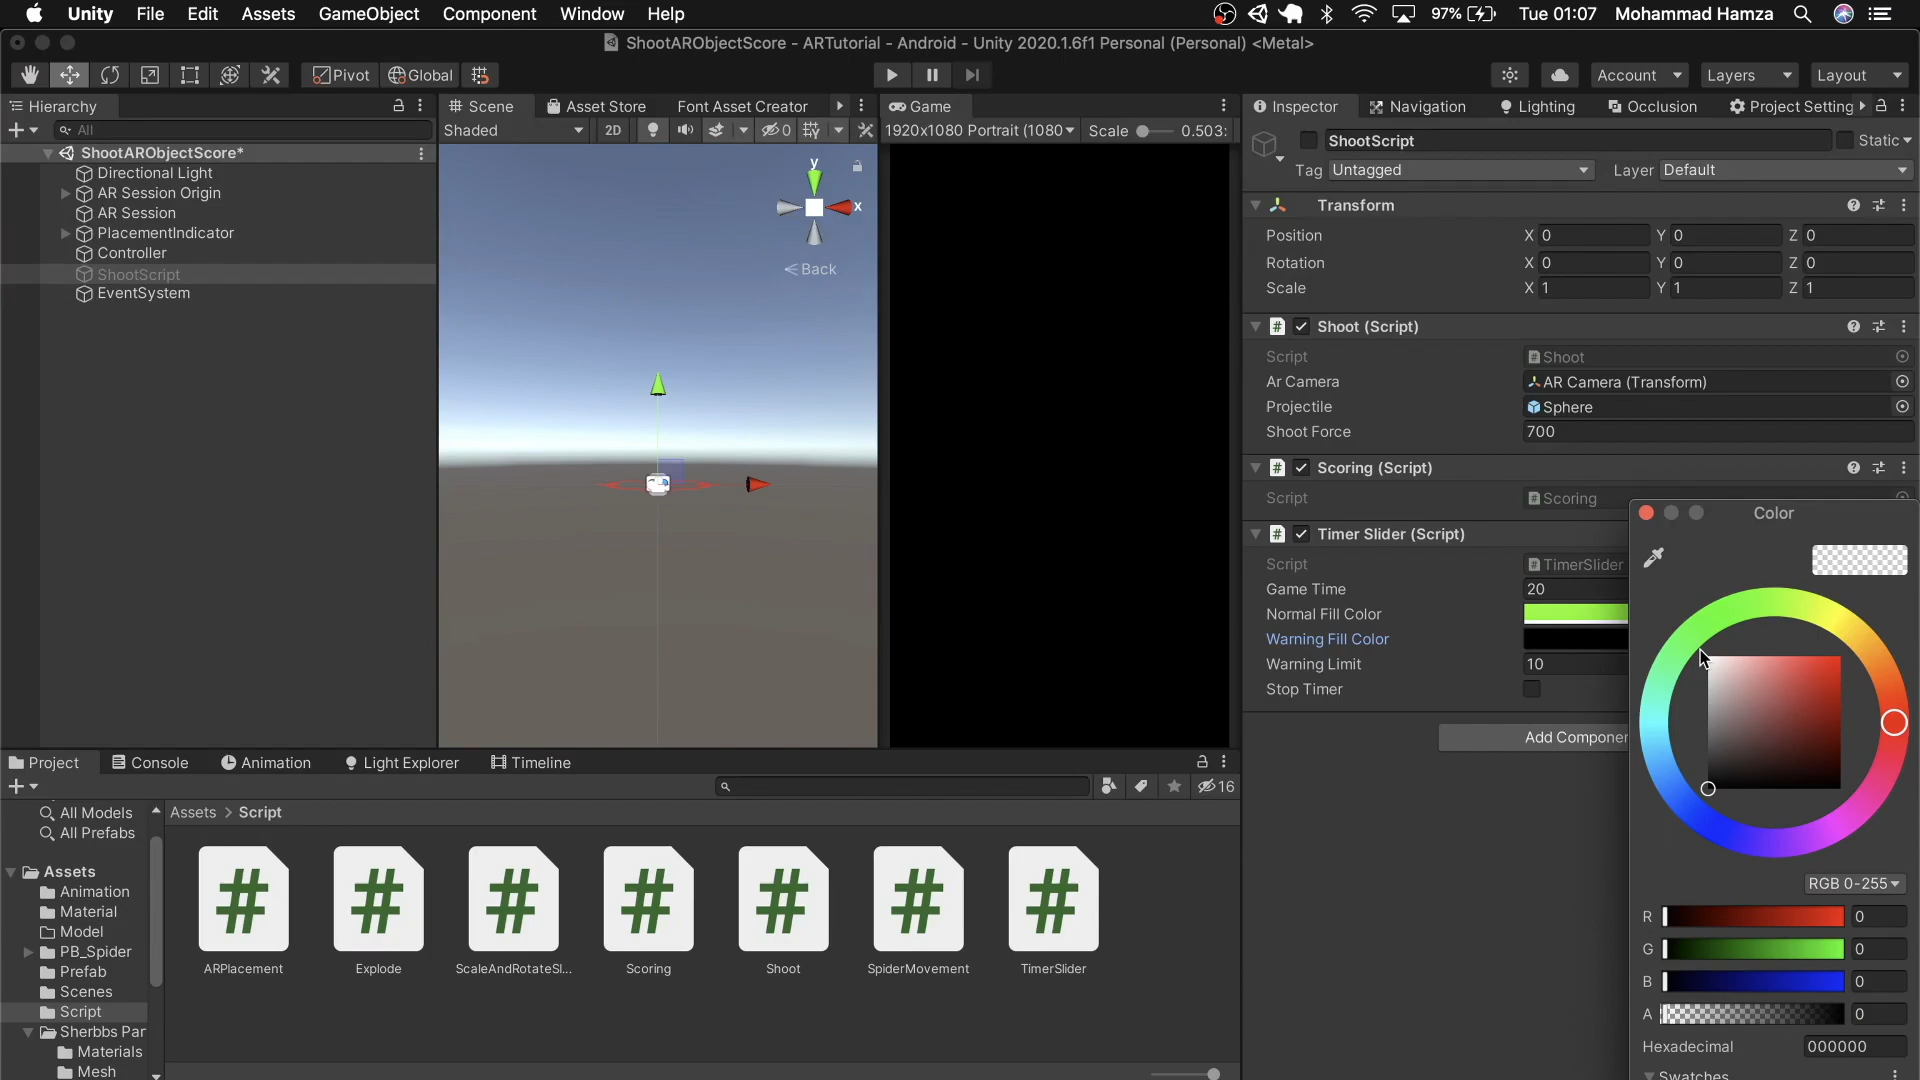 Unity File Edit Assets GameObject Component Window Help 97% Tue 01:07 Mohammad Hamza
ShootARObjectScore - ARTutorial - Android - Unity 2020.1.6f1 Personal (Personal) <Metal>
Pivot Global Account Layers Layout
Hierarchy Scene Asset Store Font Asset Creator Game Inspector Navigation Lighting Occlusion Project Setting
All Shaded 2D 0 1920x1080 Portrait (1080 Scale 0.503:
ShootScript Static
Tag Untagged Layer Default
ShootARObjectScore*
Directional Light
AR Session Origin
AR Session
PlacementIndicator
Controller
ShootScript
EventSystem
y
x
Back
Transform
Position X 0 Y 0 Z 0
Rotation X 0 Y 0 Z 0
Scale X 1 Y 1 Z 1
Shoot (Script)
Script Shoot
Ar Camera AR Camera (Transform)
Projectile Sphere
Shoot Force 700
Scoring (Script)
Script Scoring
Timer Slider (Script)
Script TimerSlider
Game Time 20
Normal Fill Color
Warning Fill Color
Warning Limit 10
Stop Timer
Add Componen
Color
RGB 0-255
R 0
G 0
B 0
A 0
Hexadecimal 000000
Swatches
Project Console Animation Light Explorer Timeline
16
All Models
All Prefabs
Assets
Animation
Material
Model
PB_Spider
Prefab
Scenes
Script
Sherbbs Par
Materials
Mesh
Assets > Script
ARPlacement Explode ScaleAndRotateSl... Scoring Shoot SpiderMovement TimerSlider